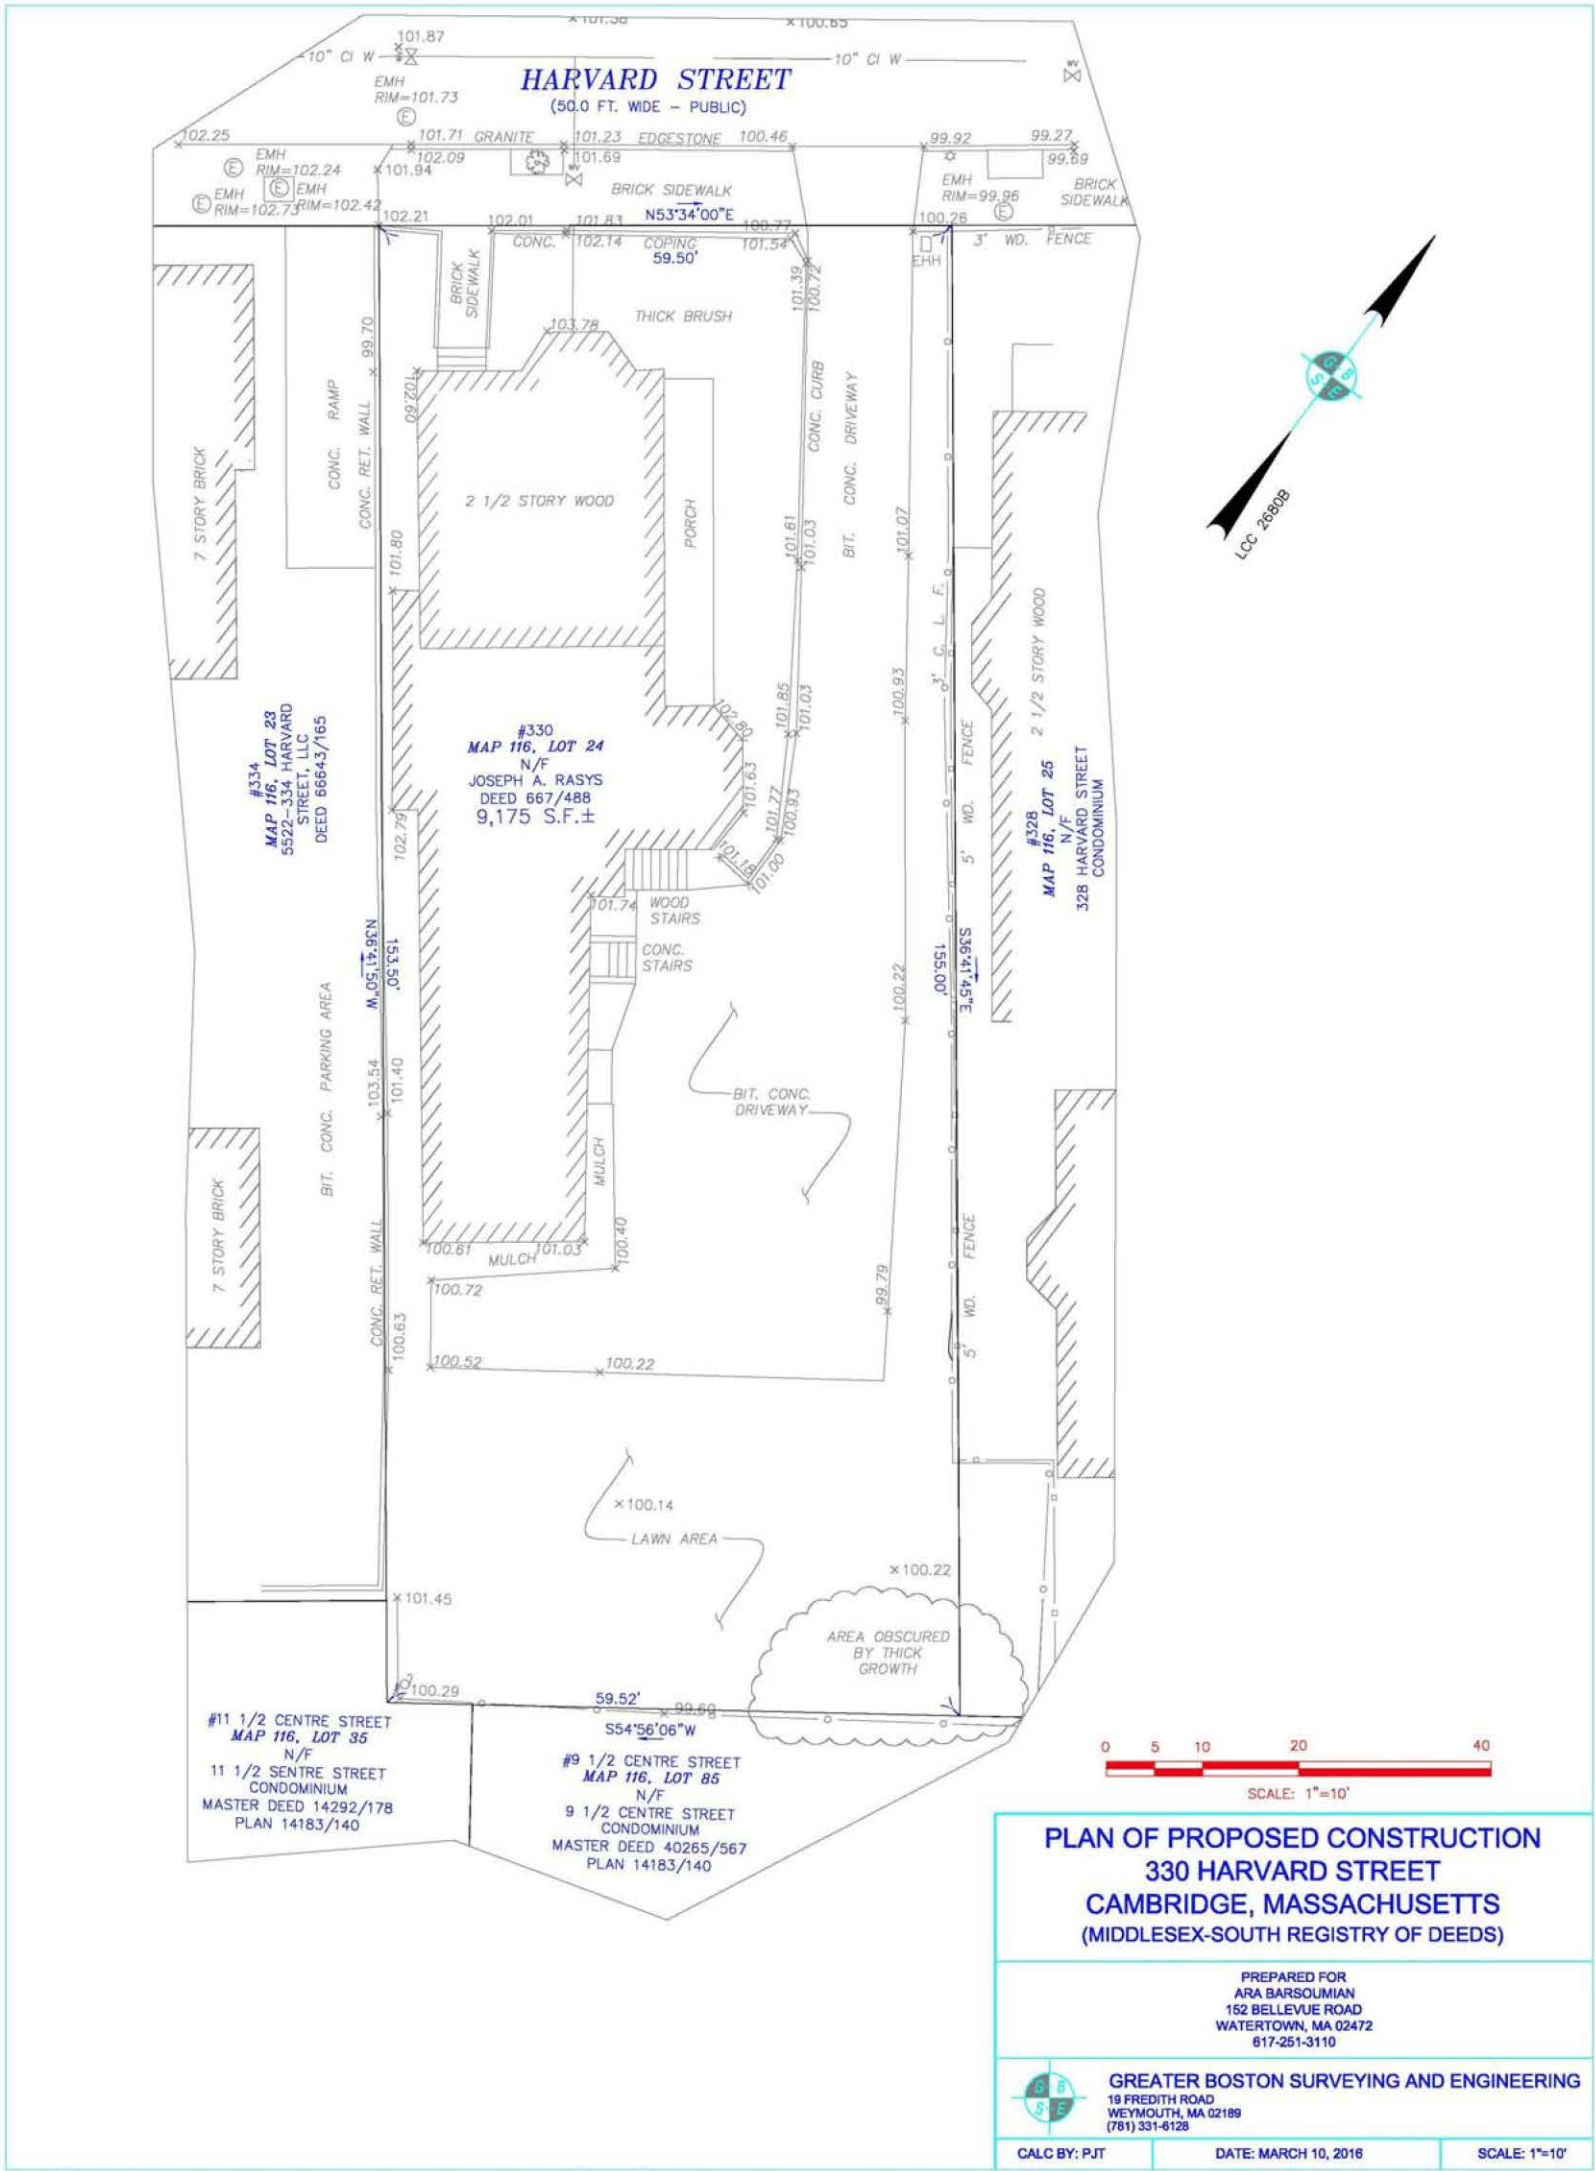 101.58
100.65
101.87
10" CI W
10" CI W
WV
HARVARD STREET
(50.0 FT. WIDE - PUBLIC)
EMH
RIM=101.73
E
102.25
101.71
GRANITE
101.23
EDGESTONE
100.46
99.92
99.27
102.09
101.69
99.69
EMH
RIM=102.24
E
101.94
WV
EMH
RIM=99.96
E
BRICK
SIDEWALK
E EMH
E EMH
RIM=102.73
RIM=102.42
BRICK SIDEWALK
N53°34'00"E
102.21
102.01
101.83
100.77
100.26
CONC.
102.14
COPING
101.54
59.50'
3' WD. FENCE
EHH
BRICK
SIDEWALK
101.39
100.72
THICK BRUSH
103.78
99.70
102.60
CONC. RAMP
CONC. RET. WALL
CONC. CURB
BIT. CONC. DRIVEWAY
7 STORY BRICK
2 1/2 STORY WOOD
PORCH
G B
S E
LCC 2680B
101.80
101.61
101.03
101.07
3' C. L. F.
2 1/2 STORY WOOD
100.93
101.85
101.03
102.80
#334
MAP 116, LOT 23
5522-334 HARVARD
STREET, LLC
DEED 66643/165
#330
MAP 116, LOT 24
N/F
JOSEPH A. RASYS
DEED 667/488
9,175 S.F.±
#328
MAP 116, LOT 25
N/F
328 HARVARD STREET
CONDOMINIUM
5' WD. FENCE
101.63
101.77
100.93
102.79
101.18
101.00
101.74
WOOD
STAIRS
CONC.
STAIRS
N36°41'50"W
153.50'
155.00'
S36°41'45"E
100.22
BIT. CONC. PARKING AREA
103.54
101.40
BIT. CONC.
DRIVEWAY
MULCH
7 STORY BRICK
CONC. RET. WALL
100.61
101.03
100.40
MULCH
100.72
99.79
5' WD. FENCE
100.63
100.52
100.22
100.14
LAWN AREA
100.22
101.45
AREA OBSCURED
BY THICK
GROWTH
100.29
59.52'
99.60
S54°56'06"W
#11 1/2 CENTRE STREET
MAP 116, LOT 35
N/F
11 1/2 SENTRE STREET
CONDOMINIUM
MASTER DEED 14292/178
PLAN 14183/140
#9 1/2 CENTRE STREET
MAP 116, LOT 85
N/F
9 1/2 CENTRE STREET
CONDOMINIUM
MASTER DEED 40265/567
PLAN 14183/140
0 5 10 20 40
SCALE: 1"=10'
PLAN OF PROPOSED CONSTRUCTION
330 HARVARD STREET
CAMBRIDGE, MASSACHUSETTS
(MIDDLESEX-SOUTH REGISTRY OF DEEDS)
PREPARED FOR
ARA BARSOUMIAN
152 BELLEVUE ROAD
WATERTOWN, MA 02472
617-251-3110
G B
S E
GREATER BOSTON SURVEYING AND ENGINEERING
19 FREDITH ROAD
WEYMOUTH, MA 02189
(781) 331-6128
CALC BY: PJT
DATE: MARCH 10, 2016
SCALE: 1"=10'